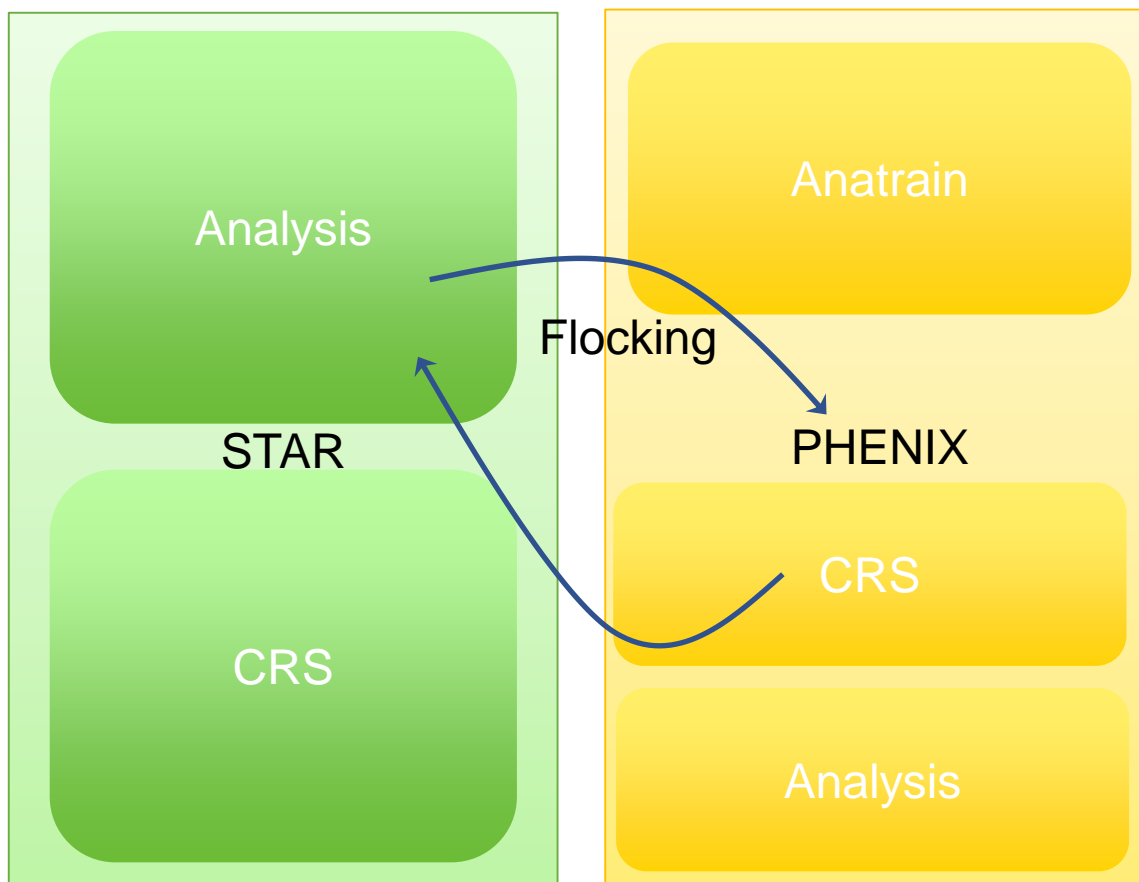 Analysis
STAR
CRS
Flocking
Anatrain
PHENIX
CRS
Analysis